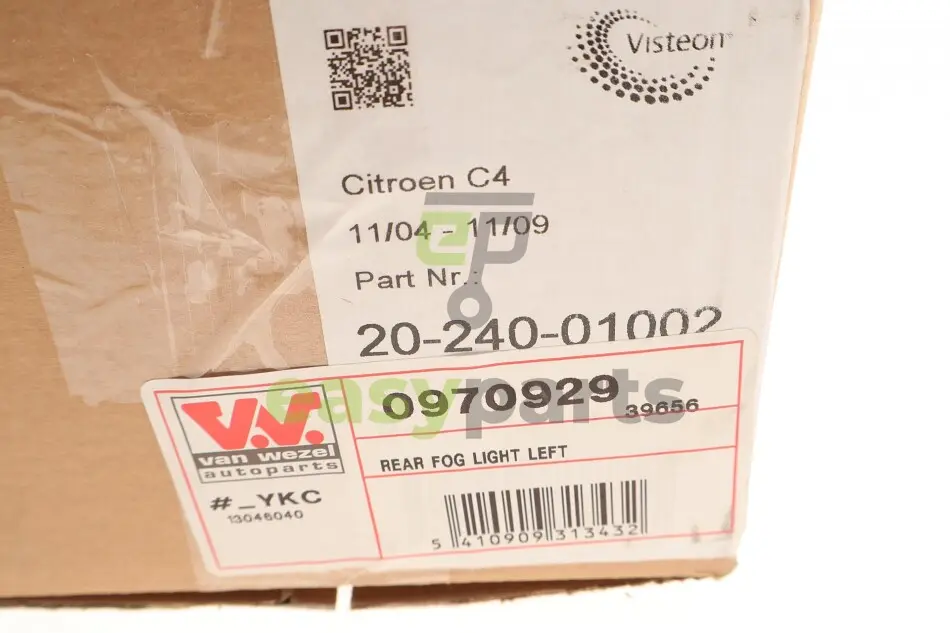 Visteon
Citroen C4
11/04 - 11/09
Part Nr.:
20-240-01002
ep
easyparts
V.V.
van wezel
autoparts
0970929 39656
REAR FOG LIGHT LEFT
#_YKC
13046040
5 410909 313432